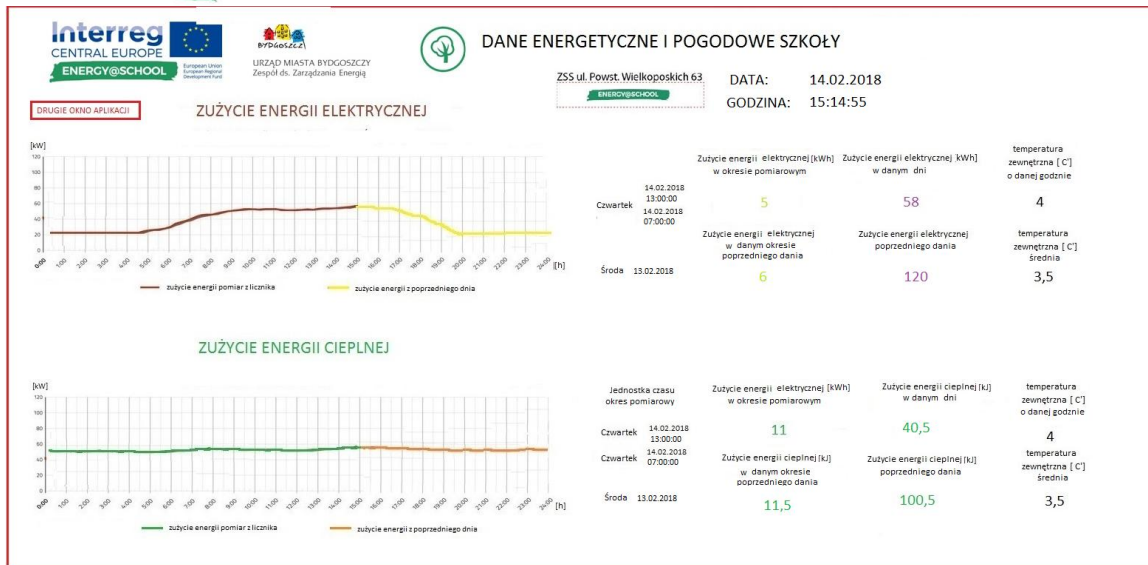 Interreg
CENTRAL EUROPE
ENERGY@SCHOOL
European Union
European Regional
Development Fund
BYDGOSZCZ
URZĄD MIASTA BYDGOSZCZY
Zespół ds. Zarządzania Energią
DANE ENERGETYCZNE I POGODOWE SZKOŁY
ZSS ul. Powst. Wielkoposkich 63
ENERGY@SCHOOL
DATA: 14.02.2018
GODZINA: 15:14:55
DRUGIE OKNO APLIKACJI
ZUŻYCIE ENERGII ELEKTRYCZNEJ
[kW]
120
100
80
60
40
20
0
0:00 1:00 2:00 3:00 4:00 5:00 6:00 7:00 8:00 9:00 10:00 11:00 12:00 13:00 14:00 15:00 16:00 17:00 18:00 19:00 20:00 21:00 22:00 23:00 24:00 [h]
zużycie energii pomiar z licznika
zużycie energii z poprzedniego dnia
Zużycie energii elektrycznej [kWh]
w okresie pomiarowym
Zużycie energii elektrycznej [kWh]
w danym dni
temperatura
zewnętrzna [ C']
o danej godznie
Czwartek
14.02.2018
13:00:00
14.02.2018
07:00:00
5
58
4
Zużycie energii elektrycznej
w danym okresie
poprzedniego dania
Zużycie energii elektrycznej
poprzedniego dania
temperatura
zewnętrzna [ C']
średnia
Środa 13.02.2018
6
120
3,5
ZUŻYCIE ENERGII CIEPLNEJ
[kW]
120
100
80
60
40
20
0
0:00 1:00 2:00 3:00 4:00 5:00 6:00 7:00 8:00 9:00 10:00 11:00 12:00 13:00 14:00 15:00 16:00 17:00 18:00 19:00 20:00 21:00 22:00 23:00 24:00 [h]
zużycie energii pomiar z licznika
zużycie energii z poprzedniego dnia
Jednostka czasu
okres pomiarowy
Zużycie energii elektrycznej [kWh]
w okresie pomiarowym
Zużycie energii cieplnej [kJ]
w danym dni
temperatura
zewnętrzna [ C']
o danej godznie
Czwartek
14.02.2018
13:00:00
11
40,5
4
Czwartek
14.02.2018
07:00:00
Zużycie energii cieplnej [kJ]
w danym okresie
poprzedniego dania
Zużycie energii cieplnej [kJ]
poprzedniego dania
temperatura
zewnętrzna [ C']
średnia
Środa 13.02.2018
11,5
100,5
3,5